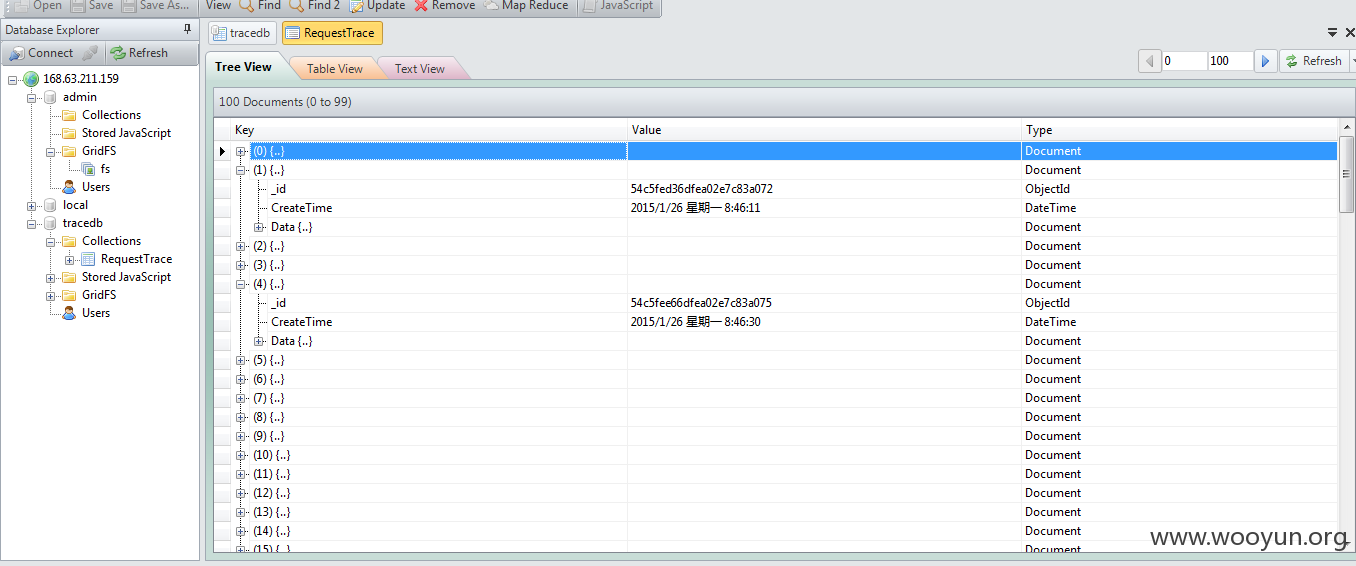 Open Save Save As... View Find Find 2 Update Remove Map Reduce JavaScript
Database Explorer
Connect Refresh
168.63.211.159
admin
Collections
Stored JavaScript
GridFS
fs
Users
local
tracedb
Collections
RequestTrace
Stored JavaScript
GridFS
Users
tracedb RequestTrace
Tree View Table View Text View
0 100 Refresh
100 Documents (0 to 99)
Key Value Type
(0) {..} Document
(1) {..} Document
_id 54c5fed36dfea02e7c83a072 ObjectId
CreateTime 2015/1/26 星期一 8:46:11 DateTime
Data {..} Document
(2) {..} Document
(3) {..} Document
(4) {..} Document
_id 54c5fee66dfea02e7c83a075 ObjectId
CreateTime 2015/1/26 星期一 8:46:30 DateTime
Data {..} Document
(5) {..} Document
(6) {..} Document
(7) {..} Document
(8) {..} Document
(9) {..} Document
(10) {..} Document
(11) {..} Document
(12) {..} Document
(13) {..} Document
(14) {..} Document
(15) {..} Document
www.wooyun.org